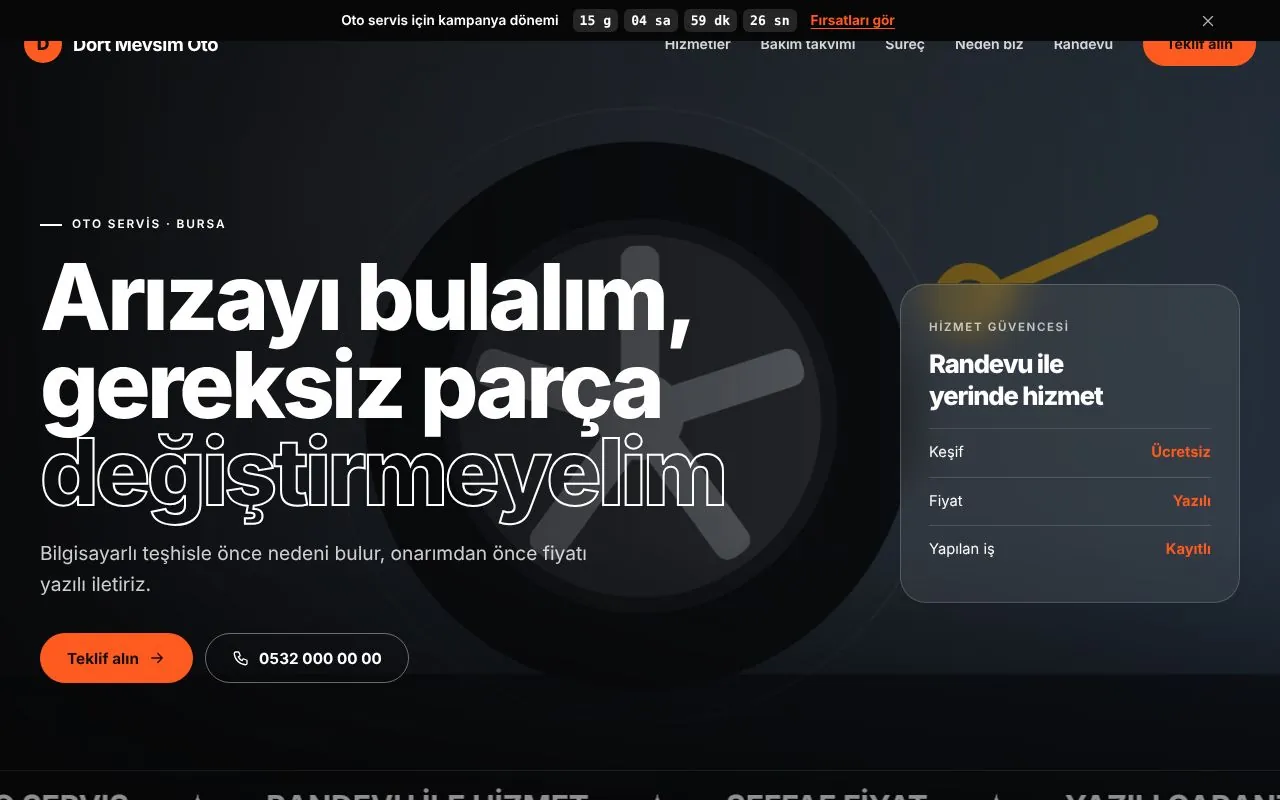 Oto servis için kampanya dönemi 15 g 04 sa 59 dk 26 sn Fırsatları gör
D Dört Mevsim Oto Hizmetler Bakım takvimi Süreç Neden biz Randevu Teklif alın
OTO SERVİS · BURSA
Arızayı bulalım,
gereksiz parça
değiştirmeyelim
Bilgisayarlı teşhisle önce nedeni bulur, onarımdan önce fiyatı
yazılı iletiriz.
Teklif alın → 0532 000 00 00
HİZMET GÜVENCESİ
Randevu ile
yerinde hizmet
Keşif Ücretsiz
Fiyat Yazılı
Yapılan iş Kayıtlı
O SERVİS RANDEVU İLE HİZMET ŞEFFAF FİYAT YAZILI GARAN